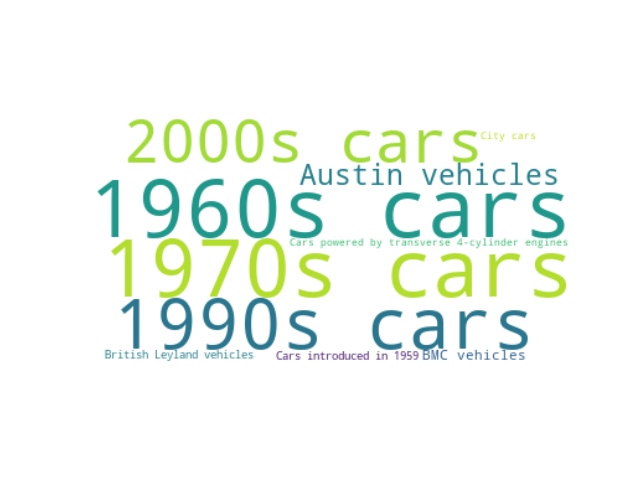 2000s cars
City cars
Austin vehicles
1960s cars
Cars powered by transverse 4-cylinder engines
1970s cars
1990s cars
British Leyland vehicles
Cars introduced in 1959
BMC vehicles